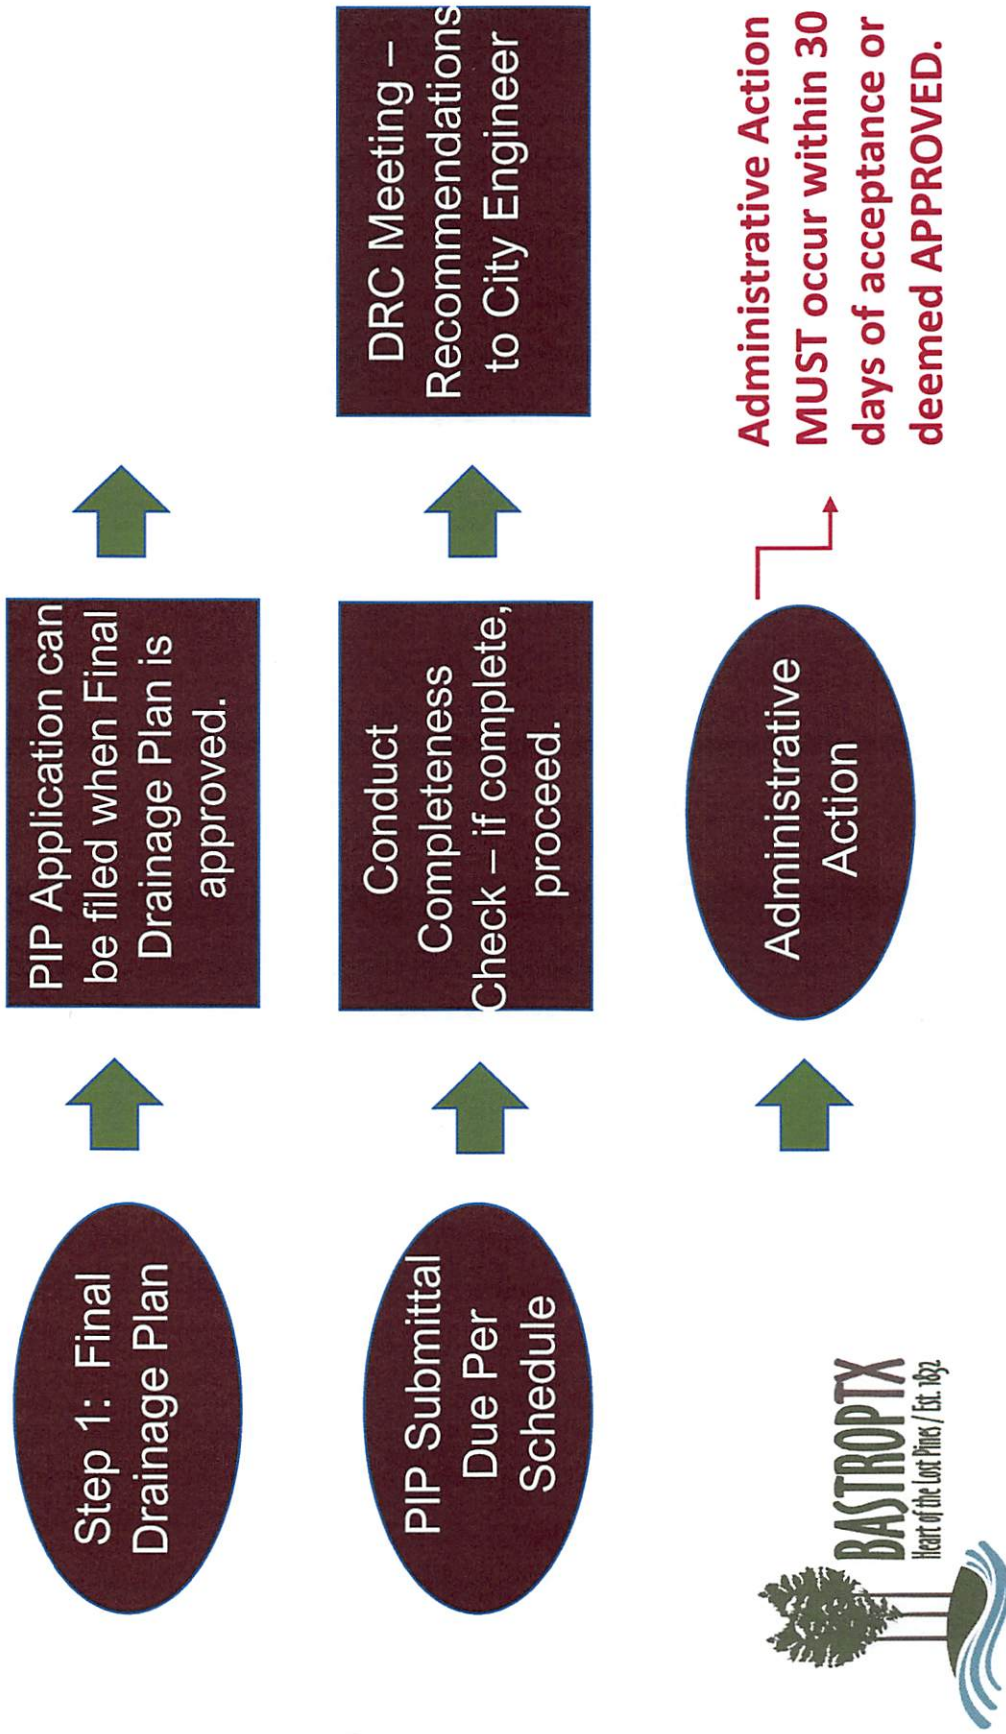 Step 1: Final
Drainage Plan
PIP Application can
be filed when Final
Drainage Plan is
approved.
PIP Submittal
Due Per
Schedule
Conduct
Completeness
Check – if complete,
proceed.
DRC Meeting –
Recommendations
to City Engineer
Administrative
Action
Administrative Action
MUST occur within 30
days of acceptance or
deemed APPROVED.
BASTROPTX
Heart of the Lost Pines / Est. 1832